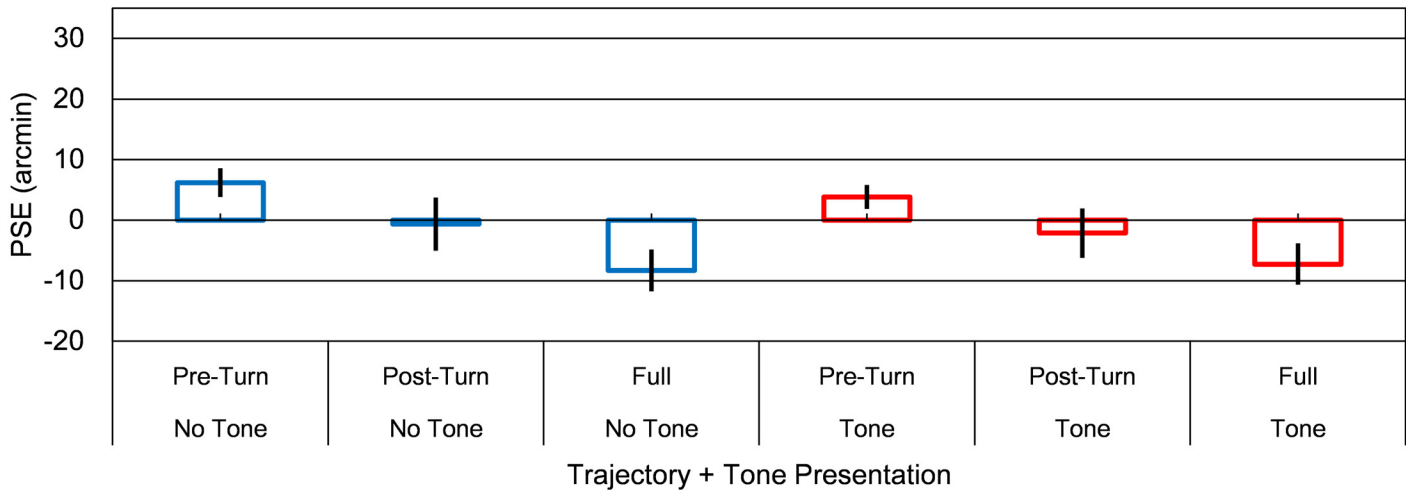 PSE (arcmin)
30
20
10
0
-10
-20
Pre-Turn Post-Turn Full Pre-Turn Post-Turn Full
No Tone No Tone No Tone Tone Tone Tone
Trajectory + Tone Presentation